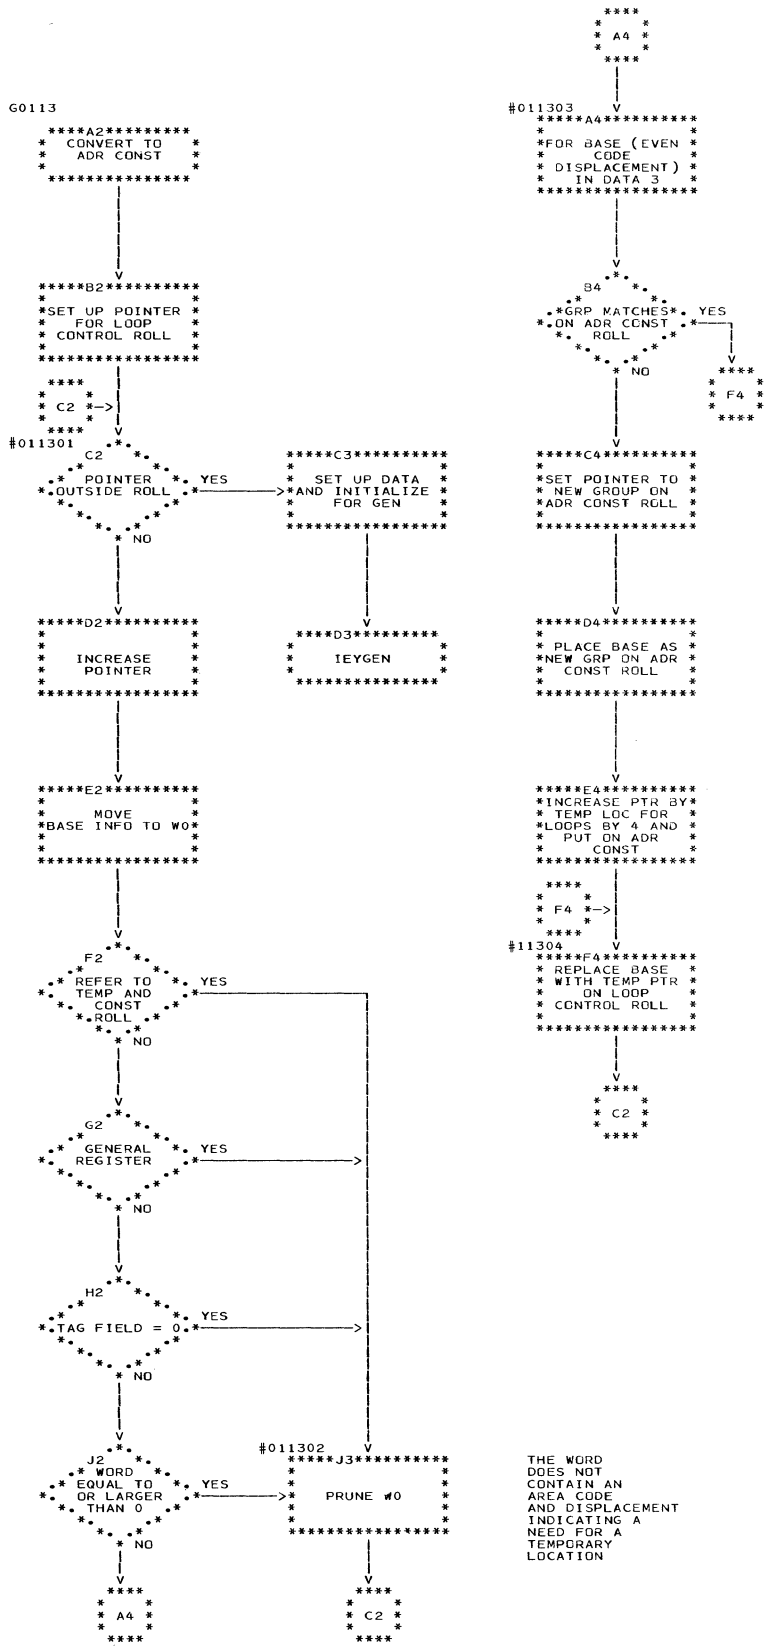 G0113
A2
CONVERT TO
ADR CONST
B2
SET UP POINTER
FOR LOOP
CONTROL ROLL
C2
#011301
C2
POINTER
OUTSIDE ROLL
YES
NO
C3
SET UP DATA
AND INITIALIZE
FOR GEN
D2
INCREASE
POINTER
D3
IEYGEN
E2
MOVE
BASE INFO TO W0
F2
REFER TO
TEMP AND
CONST
ROLL
YES
NO
G2
GENERAL
REGISTER
YES
NO
H2
TAG FIELD = 0
YES
NO
J2
WORD
EQUAL TO
OR LARGER
THAN 0
YES
NO
#011302
J3
PRUNE W0
A4
C2
A4
#011303
A4
FOR BASE (EVEN
CODE
DISPLACEMENT)
IN DATA 3
B4
GRP MATCHES
ON ADR CONST
ROLL
YES
NO
F4
C4
SET POINTER TO
NEW GROUP ON
ADR CONST ROLL
D4
PLACE BASE AS
NEW GRP ON ADR
CONST ROLL
E4
INCREASE PTR BY
TEMP LOC FOR
LOOPS BY 4 AND
PUT ON ADR
CONST
F4
#11304
F4
REPLACE BASE
WITH TEMP PTR
ON LOOP
CONTROL ROLL
C2
THE WORD
DOES NOT
CONTAIN AN
AREA CODE
AND DISPLACEMENT
INDICATING A
NEED FOR A
TEMPORARY
LOCATION